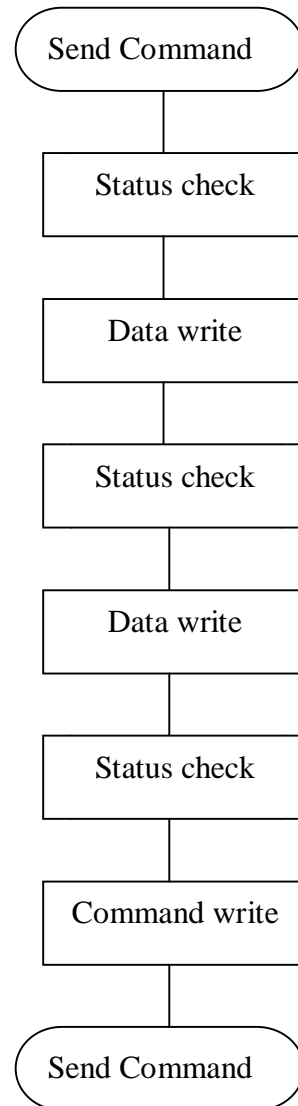 Send Command
Status check
Data write
Status check
Data write
Status check
Command write
Send Command